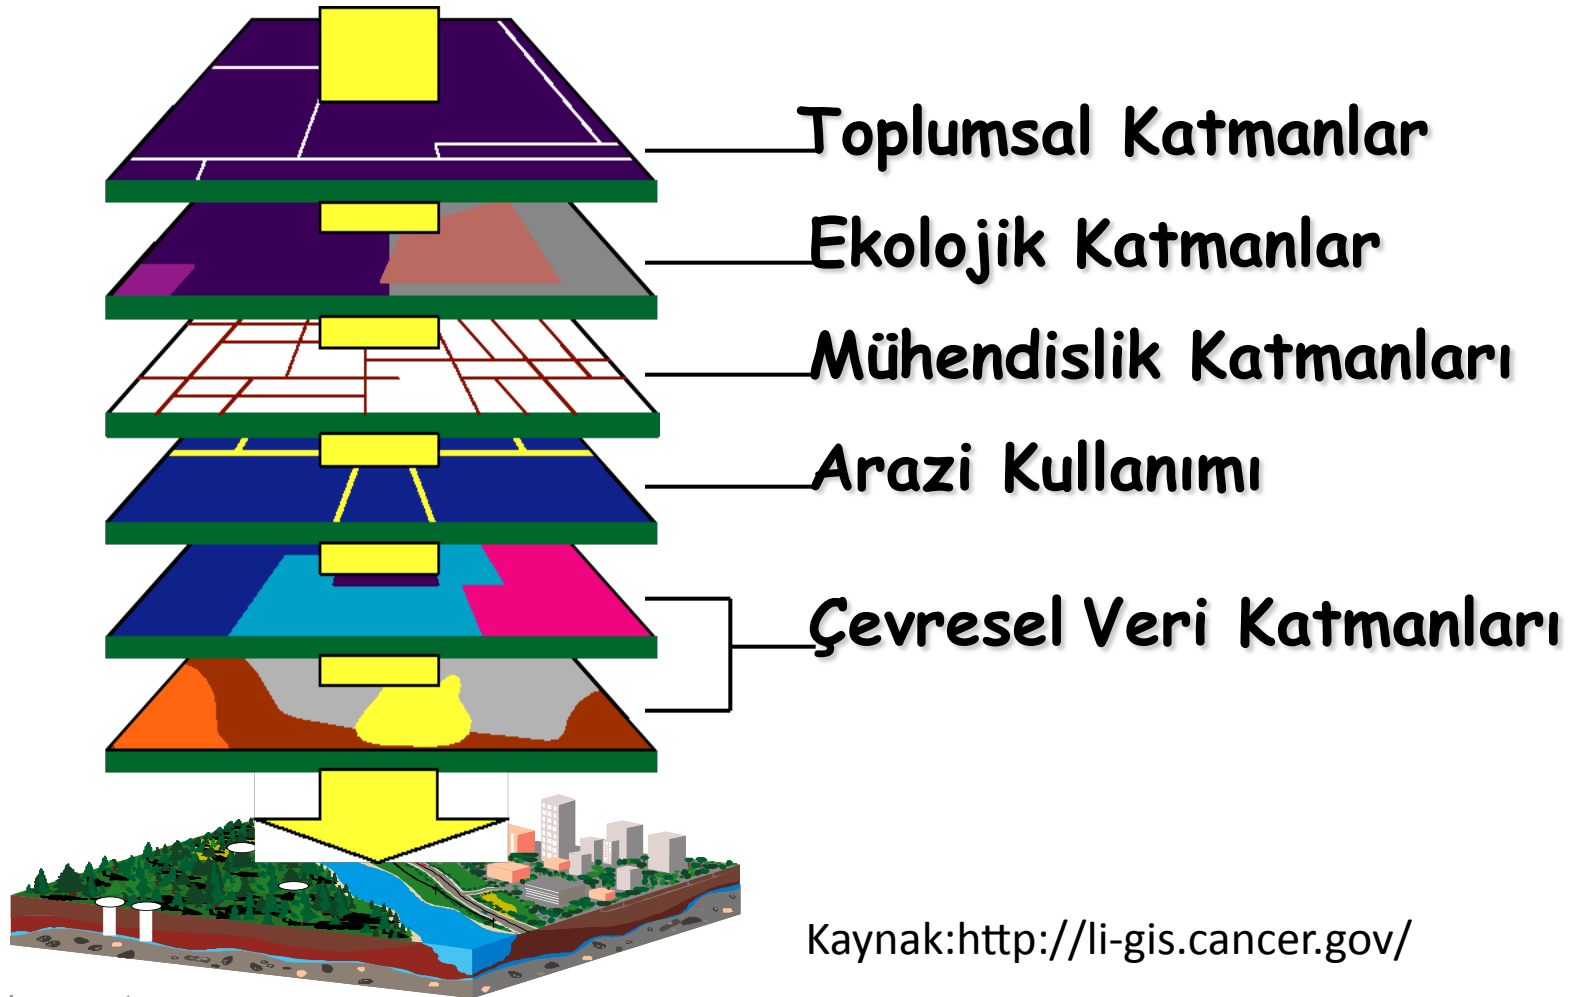 Toplumsal Katmanlar
Ekolojik Katmanlar
Mühendislik Katmanları
Arazi Kullanımı
Çevresel Veri Katmanları
Kaynak:http://li-gis.cancer.gov/